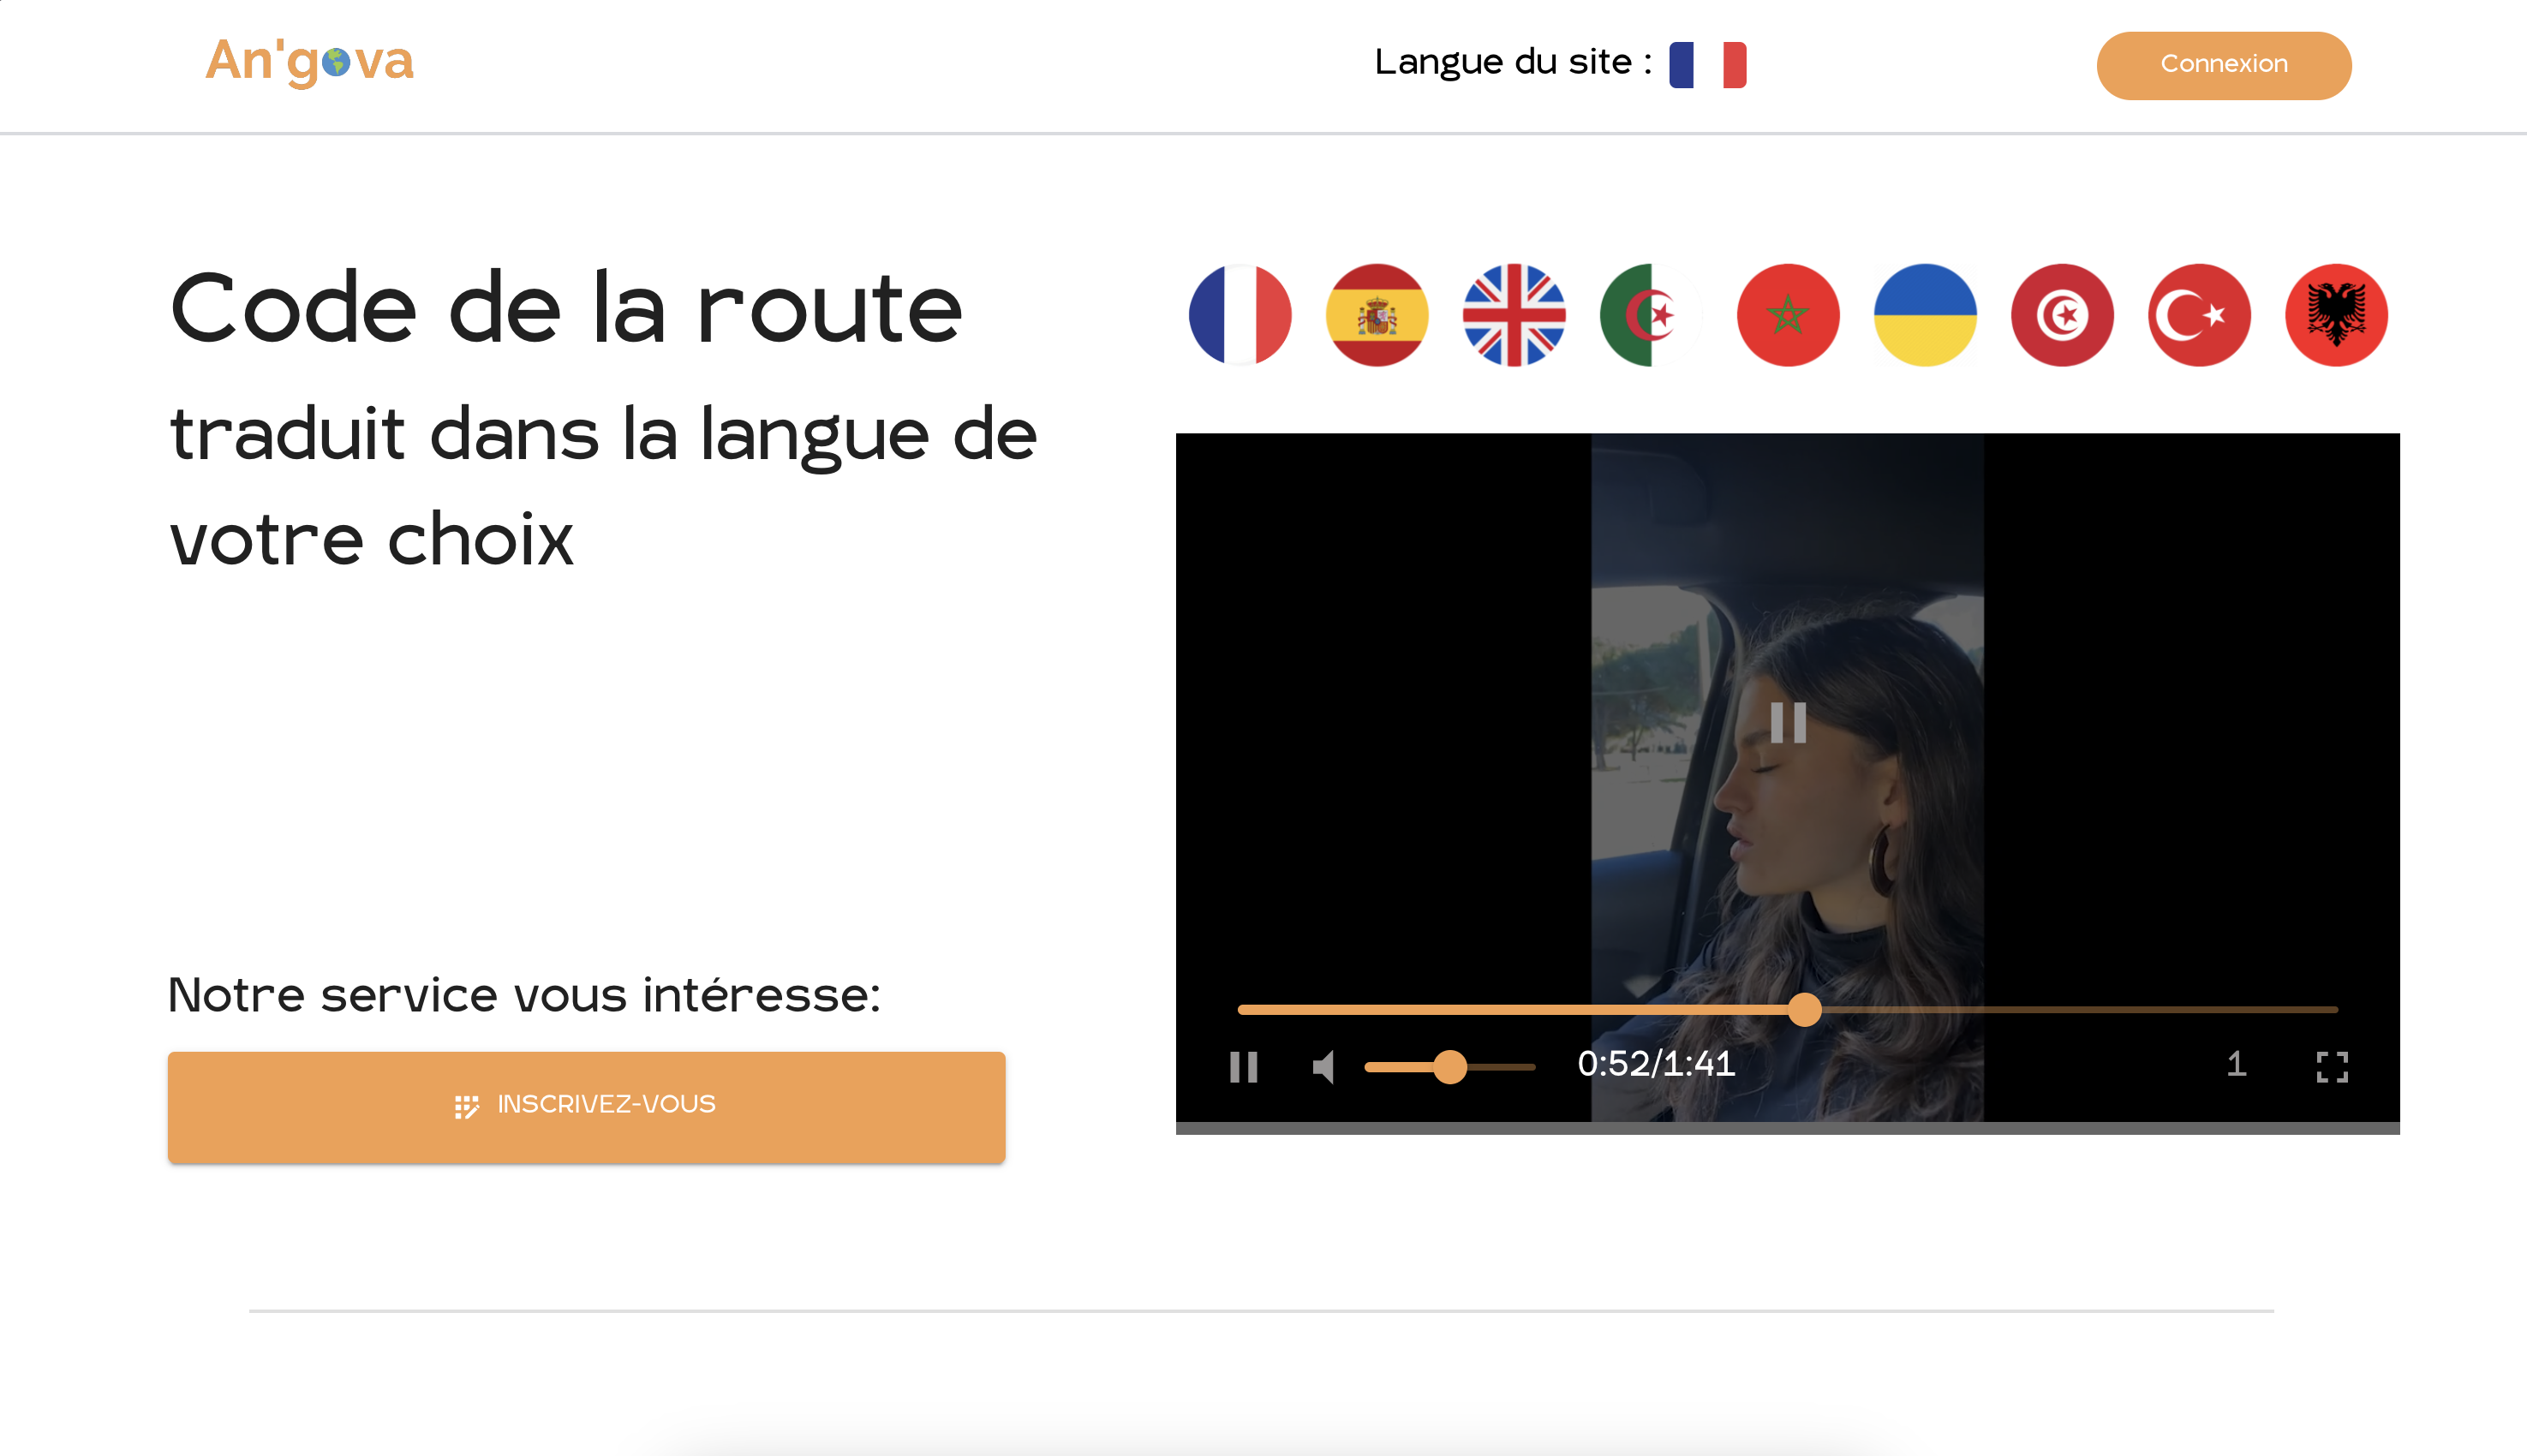 An'gova
Langue du site :
Connexion
Code de la route
traduit dans la langue de
votre choix
Notre service vous intéresse:
INSCRIVEZ-VOUS
0:52/1:41
1